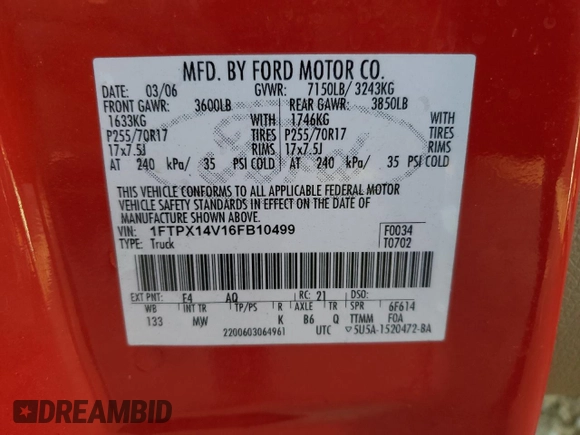 MFD. BY FORD MOTOR CO.
DATE: 03/06 GVWR: 7150LB/ 3243KG
FRONT GAWR: 3600LB REAR GAWR: 3850LB
1633KG WITH 1746KG WITH
P255/70R17 TIRES P255/70R17 TIRES
17x7.5J RIMS 17x7.5J RIMS
AT 240 kPa/ 35 PSI COLD AT 240 kPa/ 35 PSI COLD
THIS VEHICLE CONFORMS TO ALL APPLICABLE FEDERAL MOTOR
VEHICLE SAFETY STANDARDS IN EFFECT ON THE DATE OF
MANUFACTURE SHOWN ABOVE.
VIN: 1FTPX14V16FB10499 F0034
TYPE: Truck T0702
EXT PNT: E4 AQ RC: 21 DSO:
WB INT TR TP/PS R AXLE TR SPR 6F614
133 MW K B6 Q TTMM F0A
2200603064961 UTC ▽5U5A-1520472-BA
DREAMBID